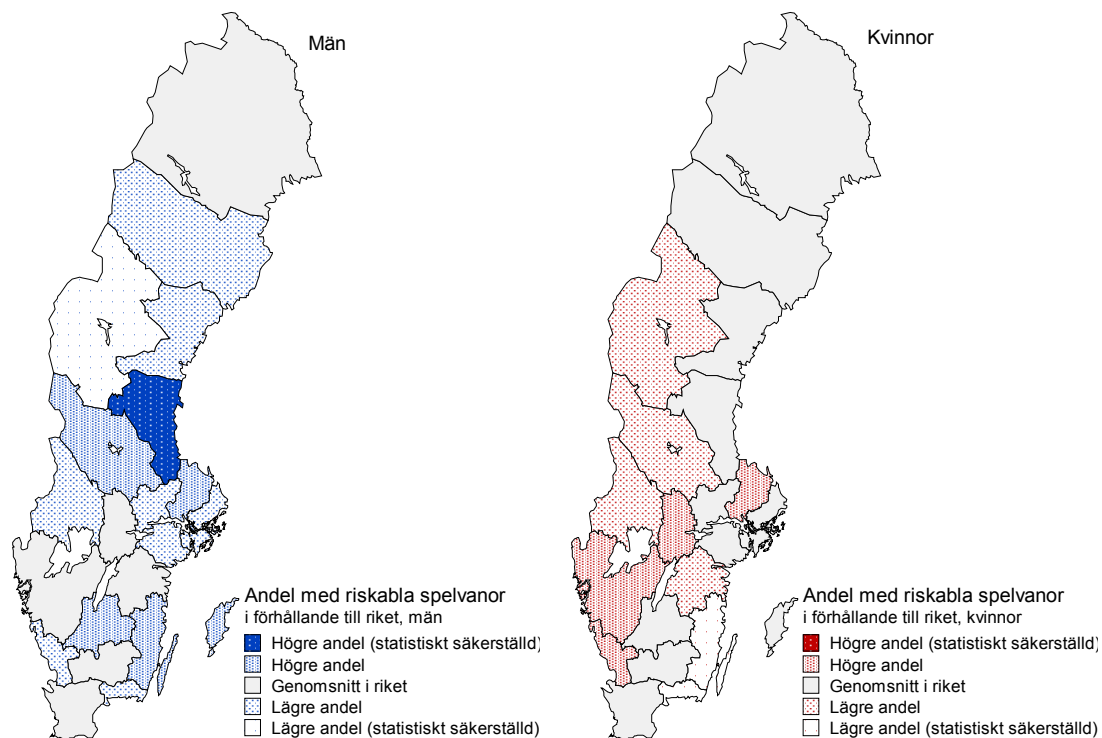 Män
Andel med riskabla spelvanor
i förhållande till riket, män
Högre andel (statistiskt säkerställd)
Högre andel
Genomsnitt i riket
Lägre andel
Lägre andel (statistiskt säkerställd)
Kvinnor
Andel med riskabla spelvanor
i förhållande till riket, kvinnor
Högre andel (statistiskt säkerställd)
Högre andel
Genomsnitt i riket
Lägre andel
Lägre andel (statistiskt säkerställd)